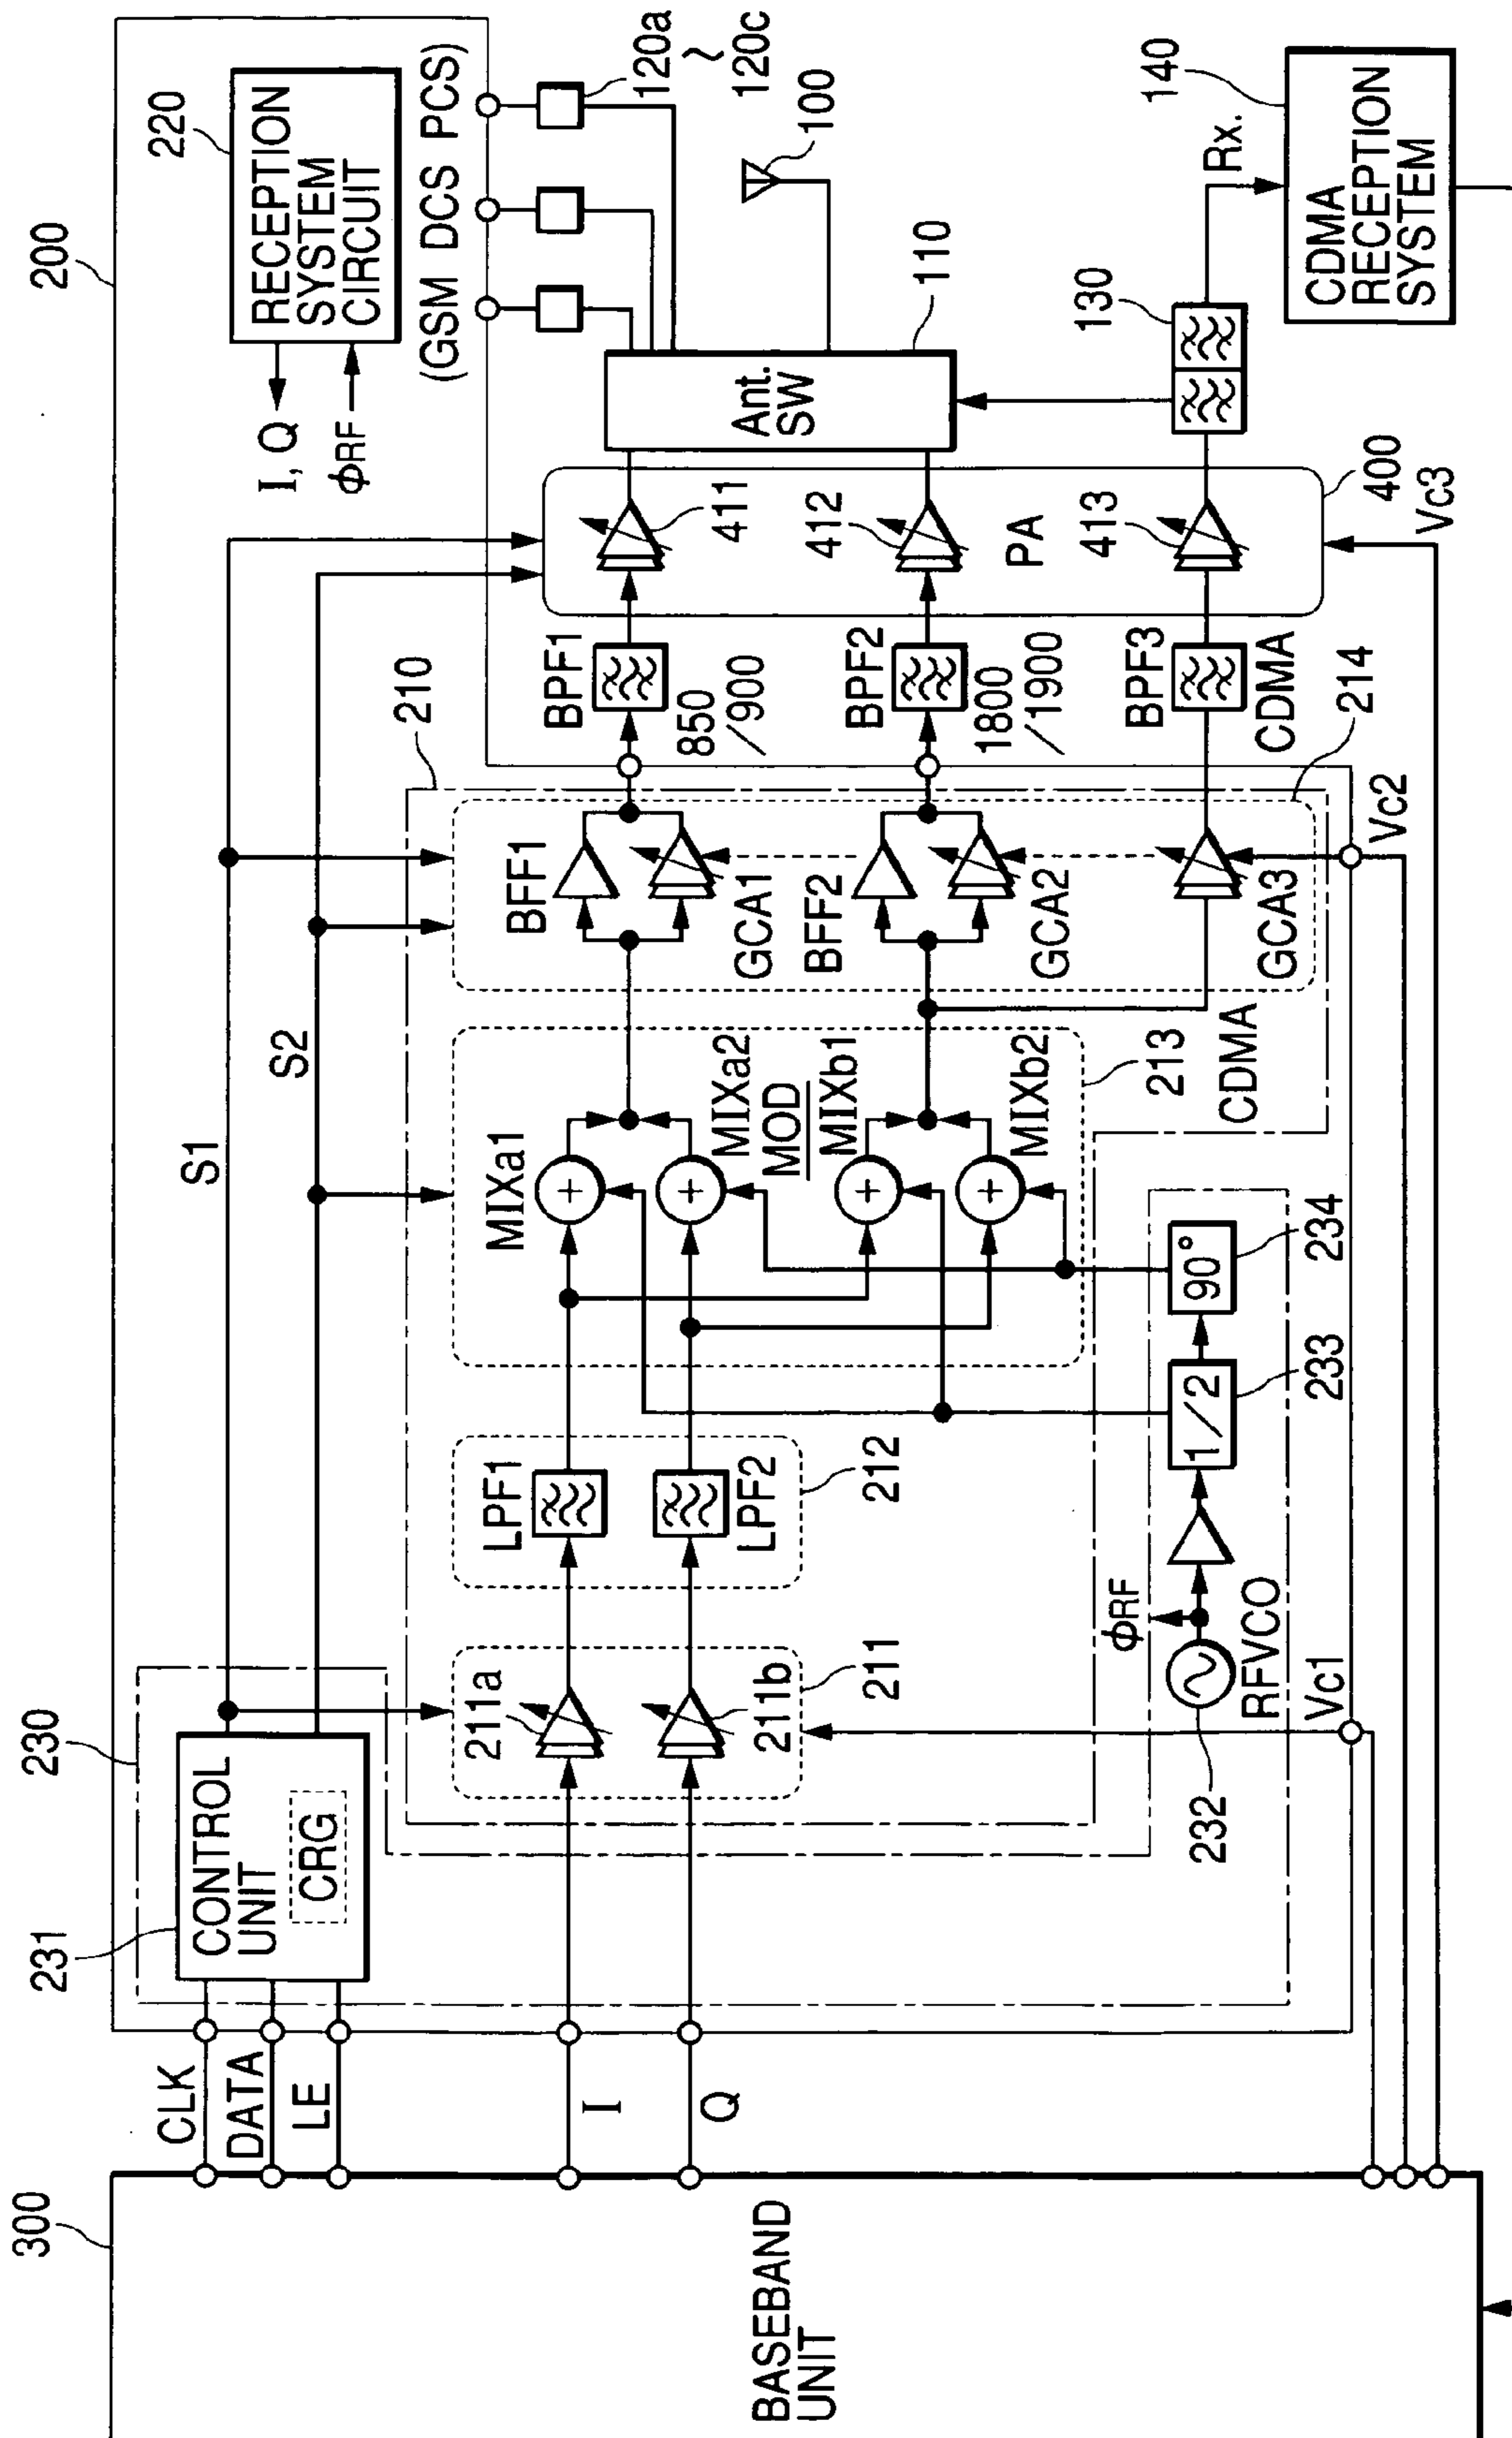 200
220
RECEPTION
SYSTEM
CIRCUIT
I, Q
ϕRF
(GSM DCS PCS)
120a
~
120c
100
110
Ant.
SW
140
Rx.
CDMA
RECEPTION
SYSTEM
130
400
Vc3
411
412
PA
413
BPF1
850
/900
BPF2
1800
/1900
BPF3
CDMA
214
Vc2
210
S1
S2
BFF1
GCA1
BFF2
GCA2
GCA3
CDMA
213
MIXa1
MIXa2
MOD
MIXb1
MIXb2
+
+
+
+
90°
234
1/2
233
LPF1
LPF2
212
ϕRF
RFVCO
232
Vc1
211a
211b
211
230
231
CONTROL
UNIT
CRG
CLK
DATA
LE
I
Q
300
BASEBAND
UNIT